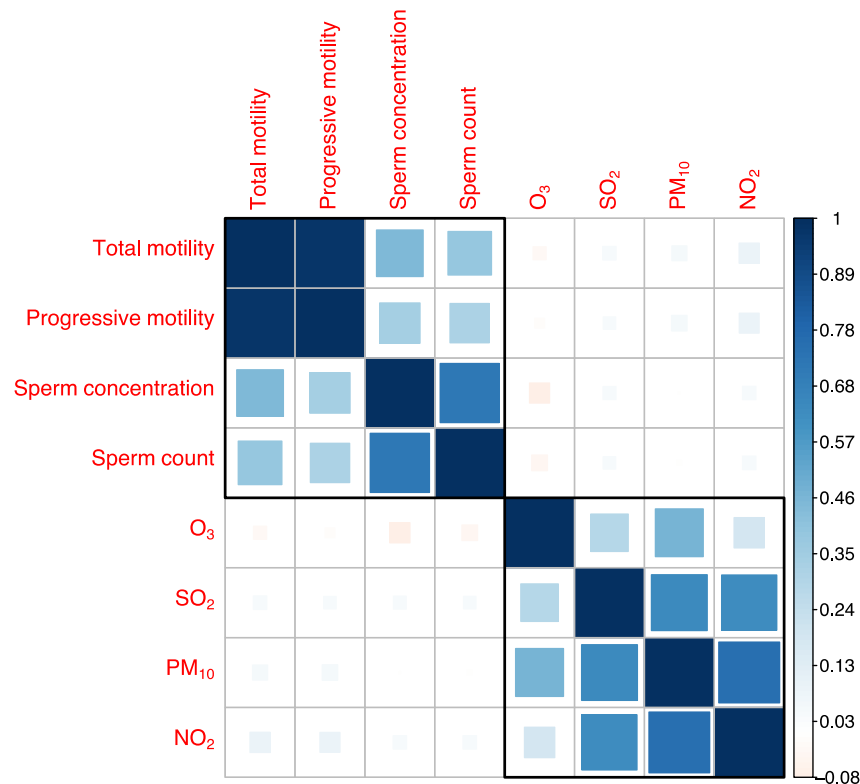 Total motility
Progressive motility
Sperm concentration
Sperm count
O₃
SO₂
PM₁₀
NO₂
Total motility
Progressive motility
Sperm concentration
Sperm count
O₃
SO₂
PM₁₀
NO₂
1
0.89
0.78
0.68
0.57
0.46
0.35
0.24
0.13
0.03
−0.08